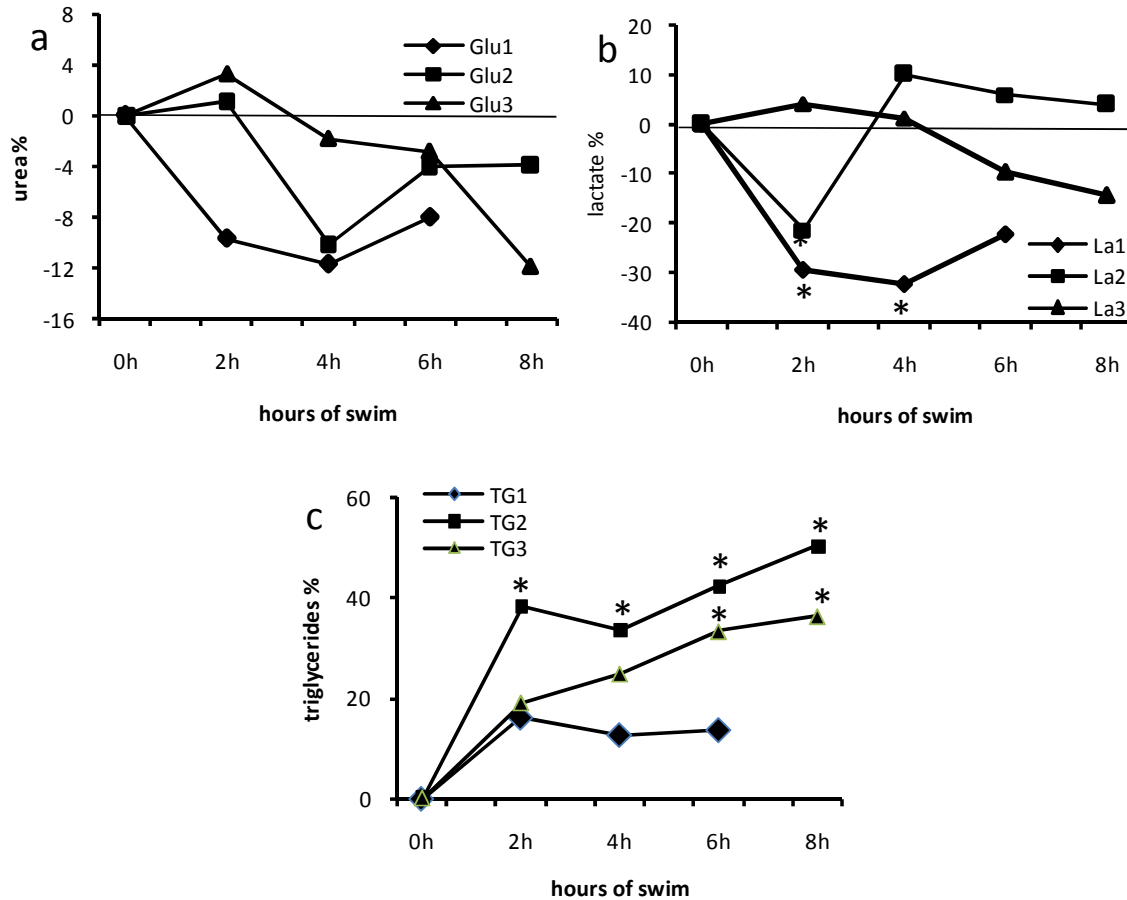 a
8
4
0
-4
-8
-12
-16
urea%
Glu1
Glu2
Glu3
0h 2h 4h 6h 8h
hours of swim
b
20
10
0
-10
-20
-30
-40
lactate %
*
*
*
La1
La2
La3
0h 2h 4h 6h 8h
hours of swim
c
60
40
20
0
triglycerides %
TG1
TG2
TG3
* * * *
* *
0h 2h 4h 6h 8h
hours of swim